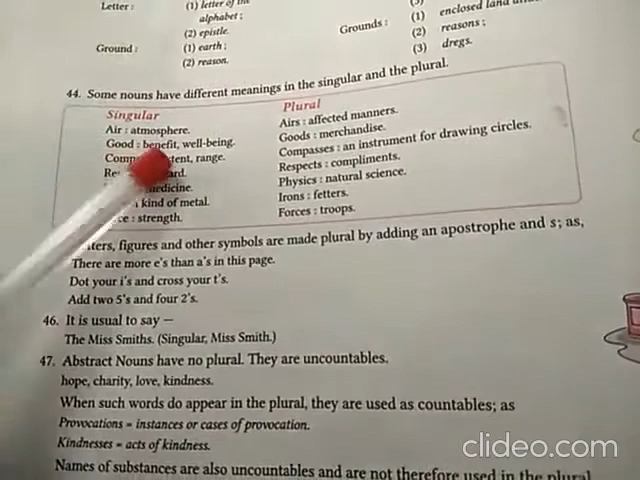 Letter : (1) letter of the
alphabet ;
(2) epistle.
Ground : (1) earth ;
(2) reason.
(1) enclosed land
Grounds : (2) reasons ;
(3) dregs.
44. Some nouns have different meanings in the singular and the plural.
Singular Plural
Air : atmosphere. Airs : affected manners.
Good : benefit, well-being. Goods : merchandise.
Comp tent, range. Compasses : an instrument for drawing circles.
Re ard. Respects : compliments.
medicine. Physics : natural science.
kind of metal. Irons : fetters.
ce : strength. Forces : troops.
ters, figures and other symbols are made plural by adding an apostrophe and s; as,
There are more e's than a's in this page.
Dot your i's and cross your t's.
Add two 5's and four 2's.
46. It is usual to say —
The Miss Smiths. (Singular, Miss Smith.)
47. Abstract Nouns have no plural. They are uncountables.
hope, charity, love, kindness.
When such words do appear in the plural, they are used as countables; as
Provocations = instances or cases of provocation.
Kindnesses = acts of kindness.
Names of substances are also uncountables and are not therefore used in the plural
clideo.com